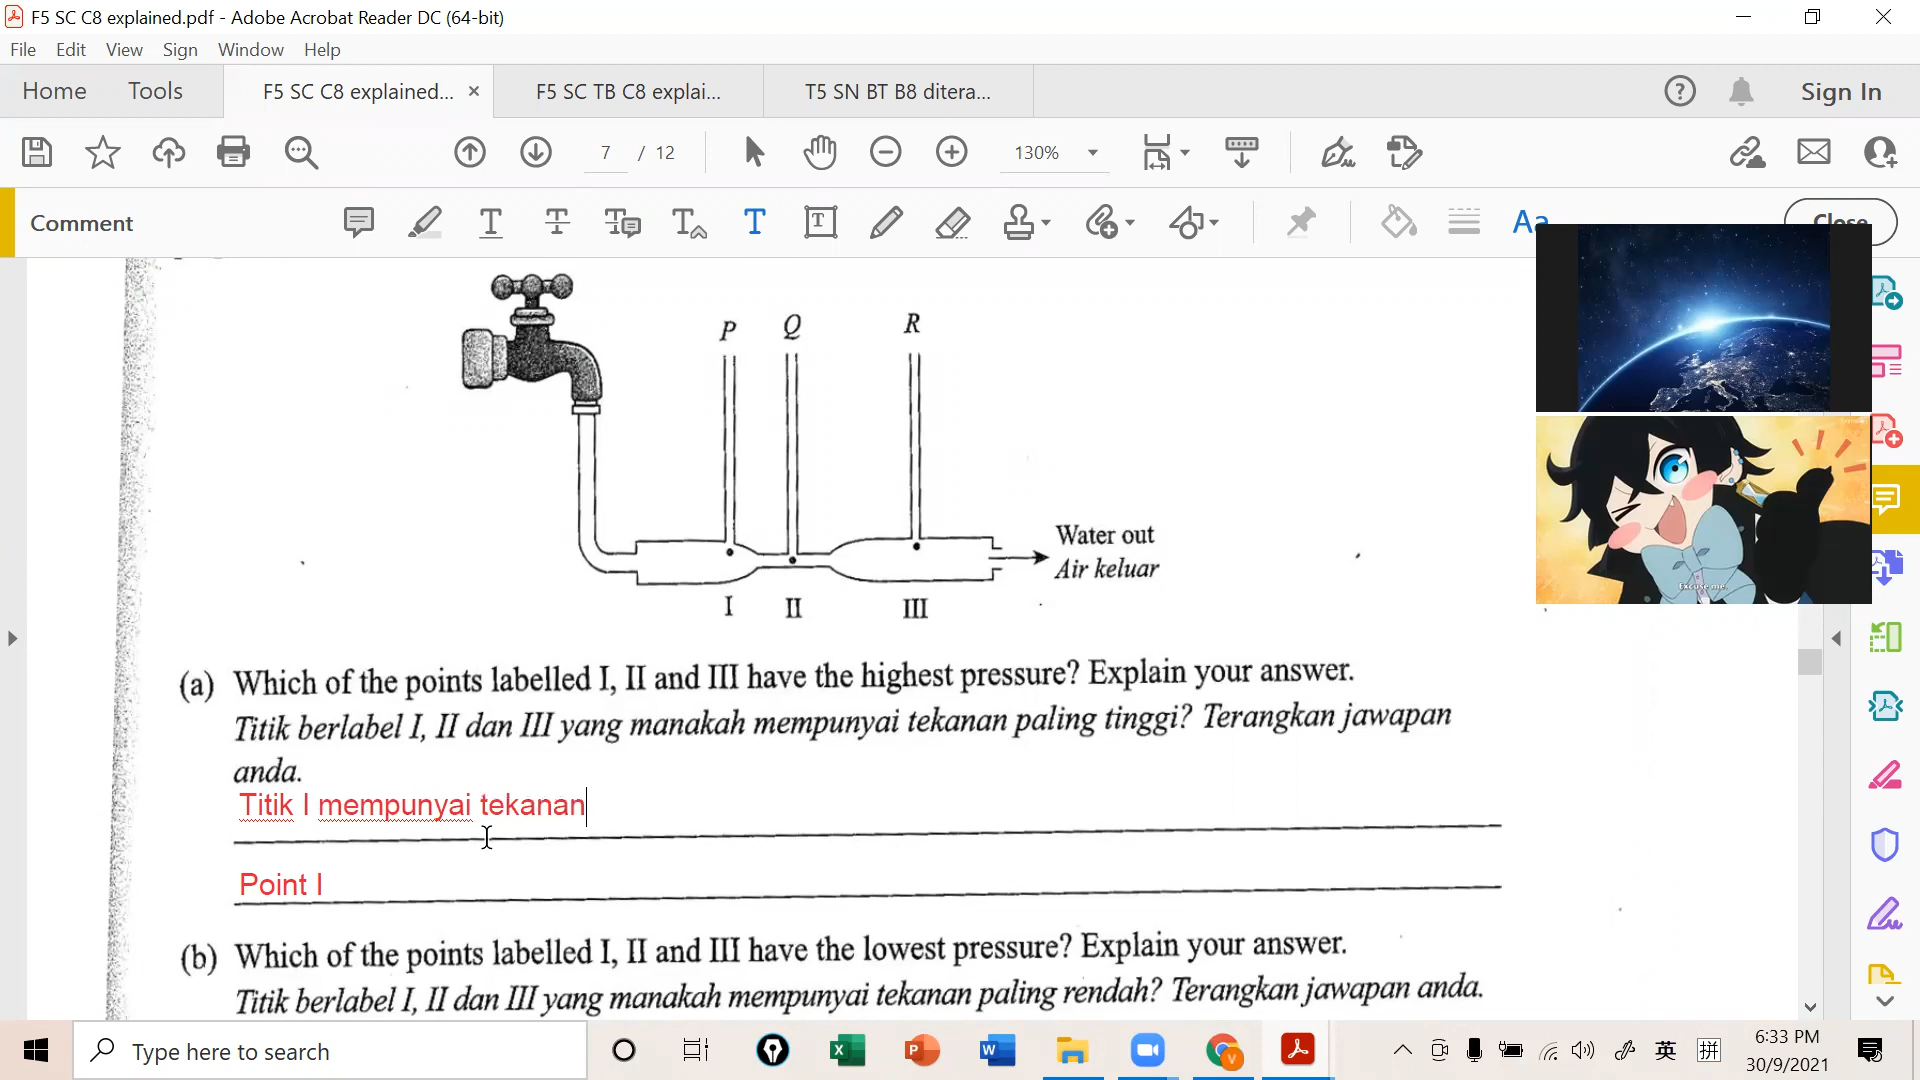 F5 SC C8 explained.pdf - Adobe Acrobat Reader DC (64-bit)
File Edit View Sign Window Help
Home Tools F5 SC C8 explained... × F5 SC TB C8 explai... T5 SN BT B8 ditera... Sign In
7 / 12 130%
Comment Close
P Q R
Water out
Air keluar
I II III
Excuse me.
(a) Which of the points labelled I, II and III have the highest pressure? Explain your answer.
Titik berlabel I, II dan III yang manakah mempunyai tekanan paling tinggi? Terangkan jawapan
anda.
Titik I mempunyai tekanan
Point I
(b) Which of the points labelled I, II and III have the lowest pressure? Explain your answer.
Titik berlabel I, II dan III yang manakah mempunyai tekanan paling rendah? Terangkan jawapan anda.
Type here to search
英 拼
6:33 PM
30/9/2021